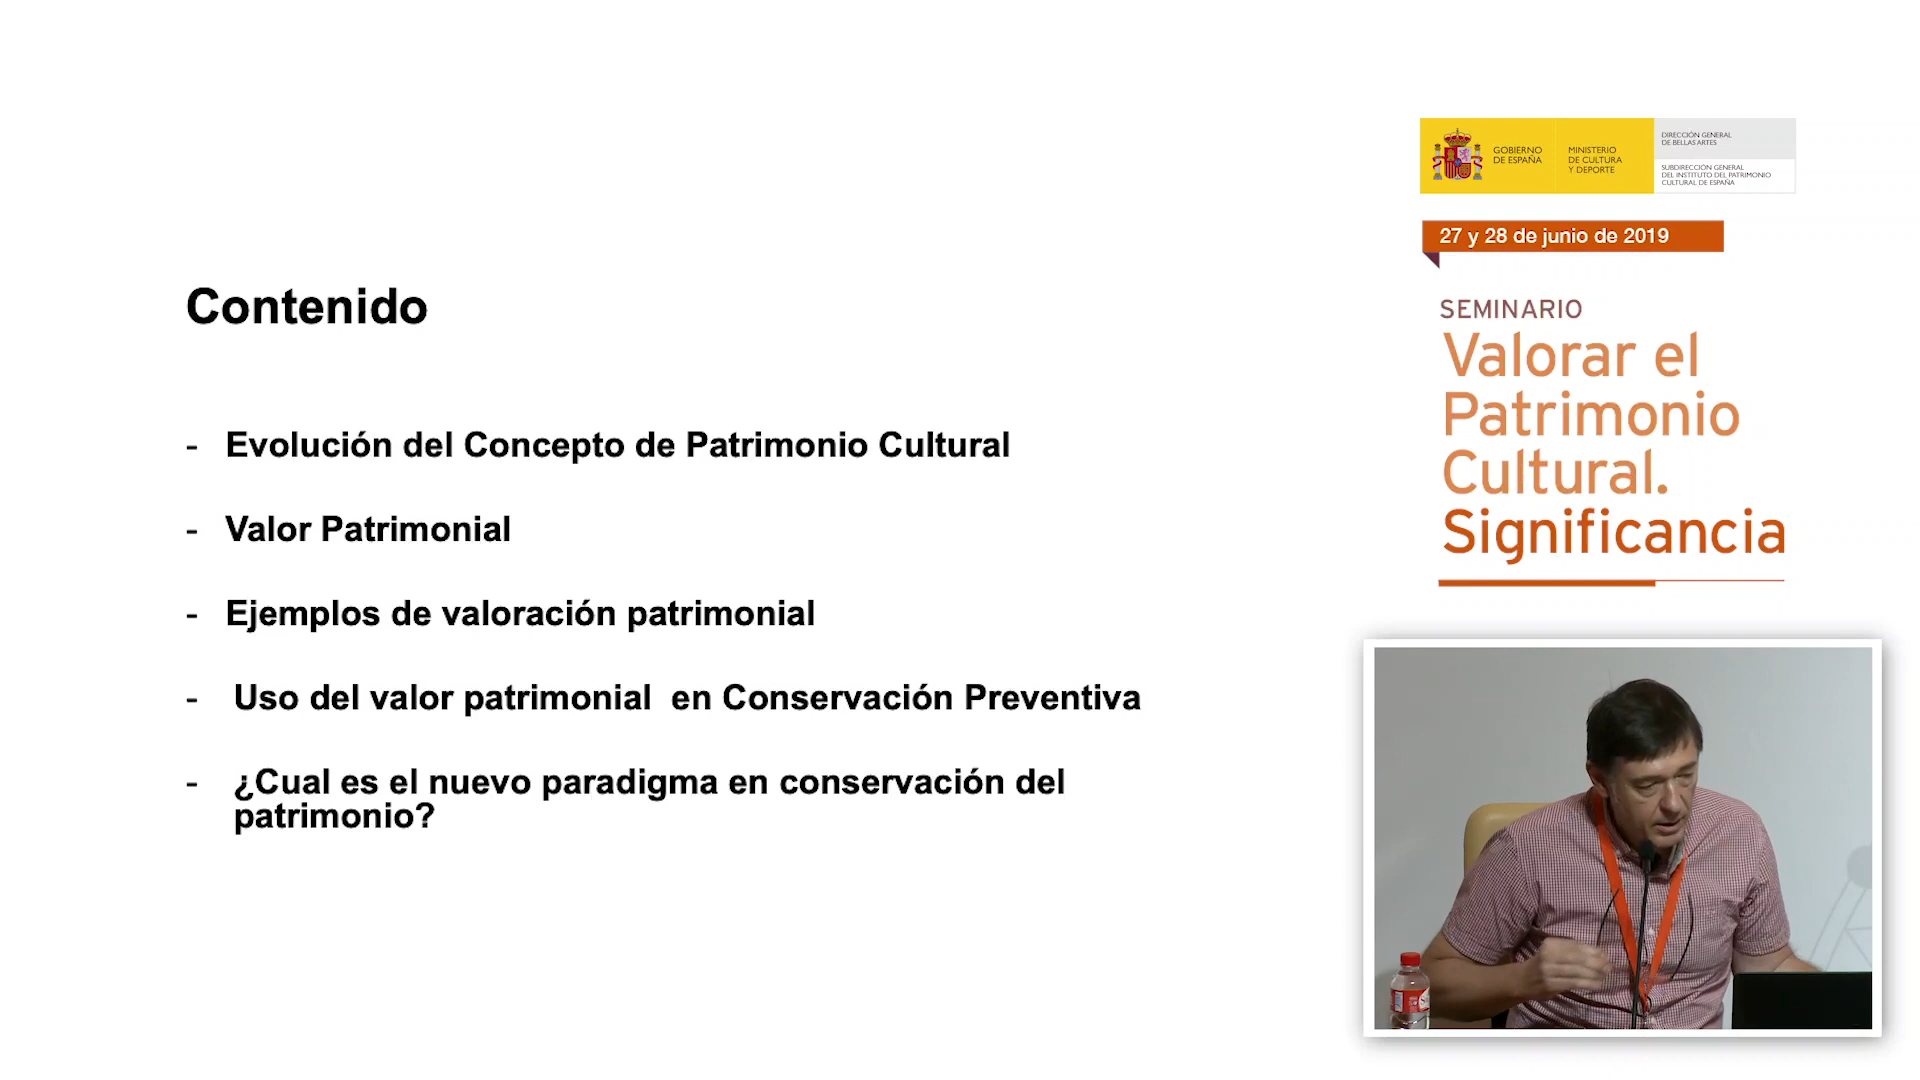 Contenido
- Evolución del Concepto de Patrimonio Cultural
- Valor Patrimonial
- Ejemplos de valoración patrimonial
- Uso del valor patrimonial en Conservación Preventiva
- ¿Cual es el nuevo paradigma en conservación del
patrimonio?
GOBIERNO
DE ESPAÑA
MINISTERIO
DE CULTURA
Y DEPORTE
DIRECCIÓN GENERAL
DE BELLAS ARTES
SUBDIRECCIÓN GENERAL
DEL INSTITUTO DEL PATRIMONIO
CULTURAL DE ESPAÑA
27 y 28 de junio de 2019
SEMINARIO
Valorar el
Patrimonio
Cultural.
Significancia